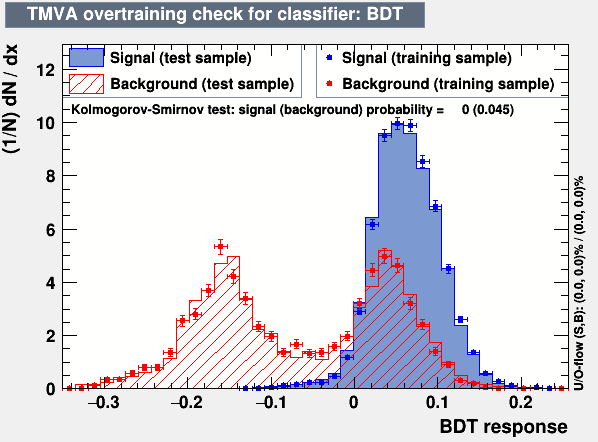 TMVA overtraining check for classifier: BDT
Signal (test sample)
Background (test sample)
Signal (training sample)
Background (training sample)
Kolmogorov-Smirnov test: signal (background) probability = 0 (0.045)
(1/N) dN / dx
12
10
8
6
4
2
0
−0.3 −0.2 −0.1 0 0.1 0.2
BDT response
U/O-flow (S,B): (0.0, 0.0)% / (0.0, 0.0)%